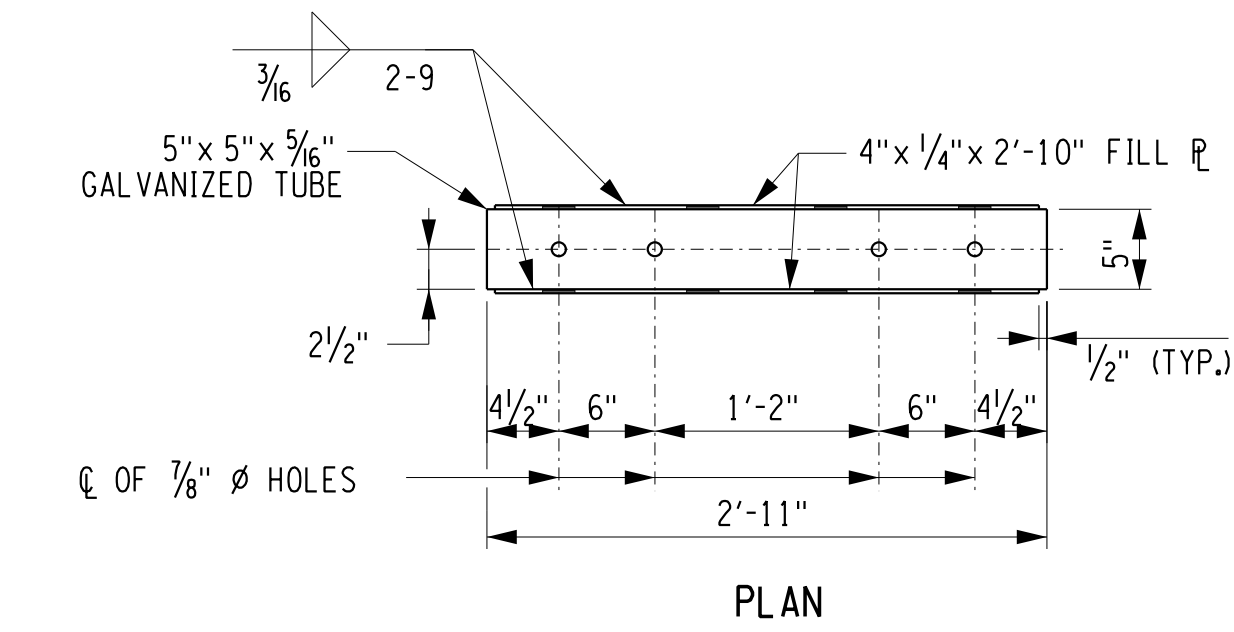 3/16
2-9
5"x 5"x 5/16"
GALVANIZED TUBE
4"x 1/4"x 2'-10" FILL ⅊
5"
2 1/2"
1/2" (TYP.)
4 1/2"
6"
1'-2"
6"
4 1/2"
℄ OF 7/8" Ø HOLES
2'-11"
PLAN